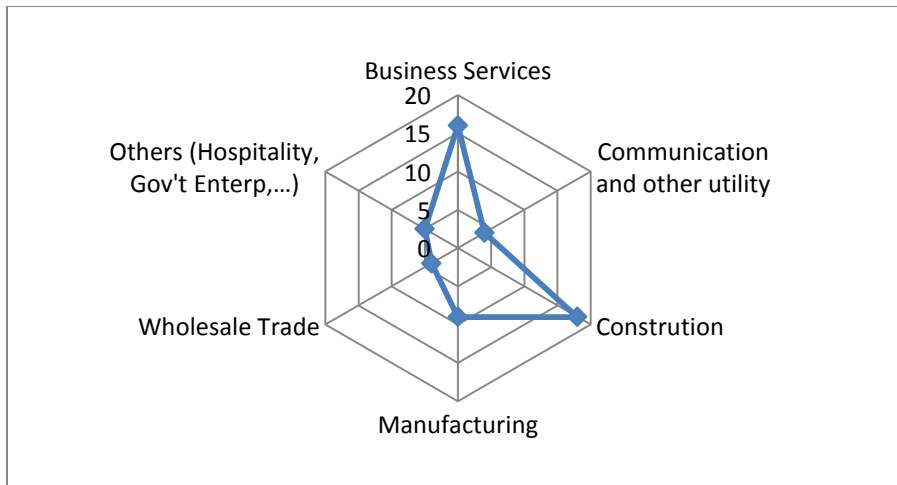 Business Services
20
15
10
5
0
Communication
and other utility
Constrution
Manufacturing
Wholesale Trade
Others (Hospitality,
Gov't Enterp,...)